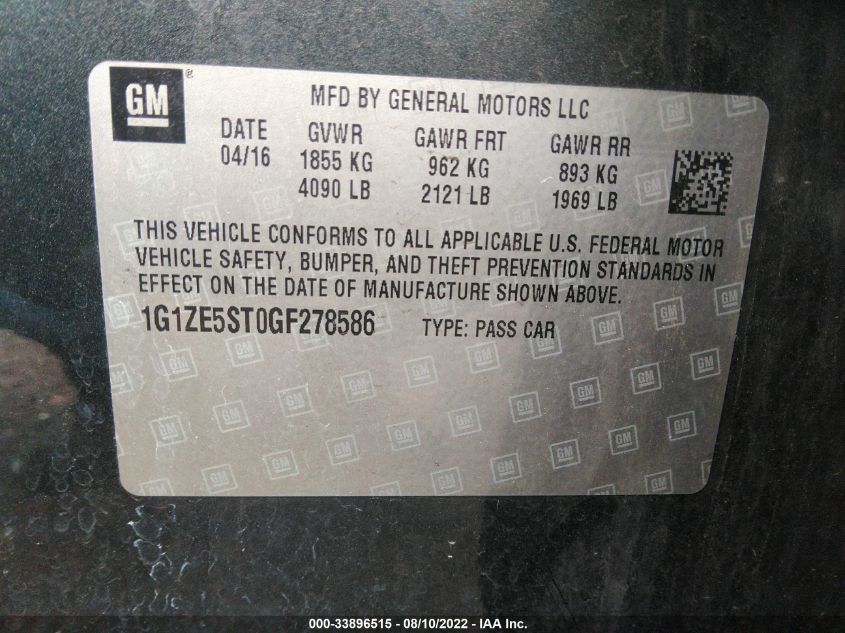 GM ®
MFD BY GENERAL MOTORS LLC
DATE GVWR GAWR FRT GAWR RR
04/16 1855 KG 962 KG 893 KG
4090 LB 2121 LB 1969 LB
THIS VEHICLE CONFORMS TO ALL APPLICABLE U.S. FEDERAL MOTOR
VEHICLE SAFETY, BUMPER, AND THEFT PREVENTION STANDARDS IN
EFFECT ON THE DATE OF MANUFACTURE SHOWN ABOVE.
1G1ZE5ST0GF278586 TYPE: PASS CAR
000-33896515 - 08/10/2022 - IAA Inc.